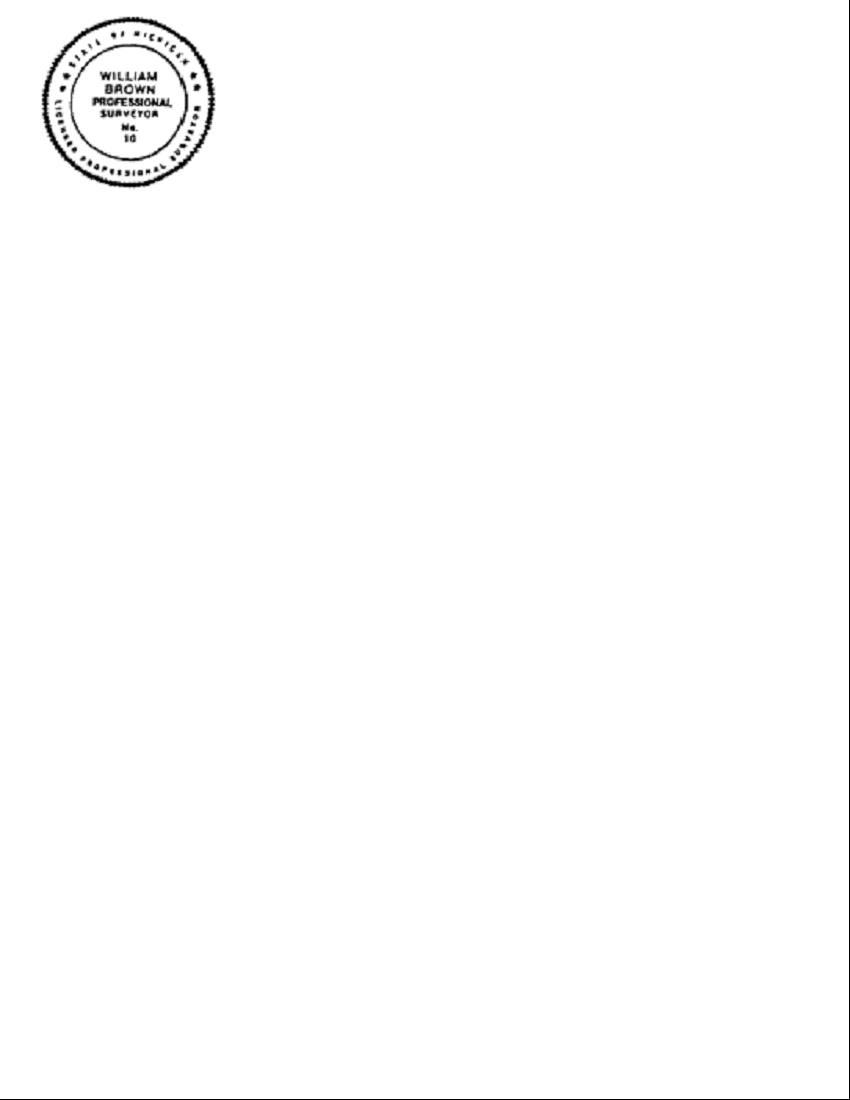 STATE OF MICHIGAN
WILLIAM
BROWN
PROFESSIONAL
SURVEYOR
No.
10
LICENSED PROFESSIONAL SURVEYOR